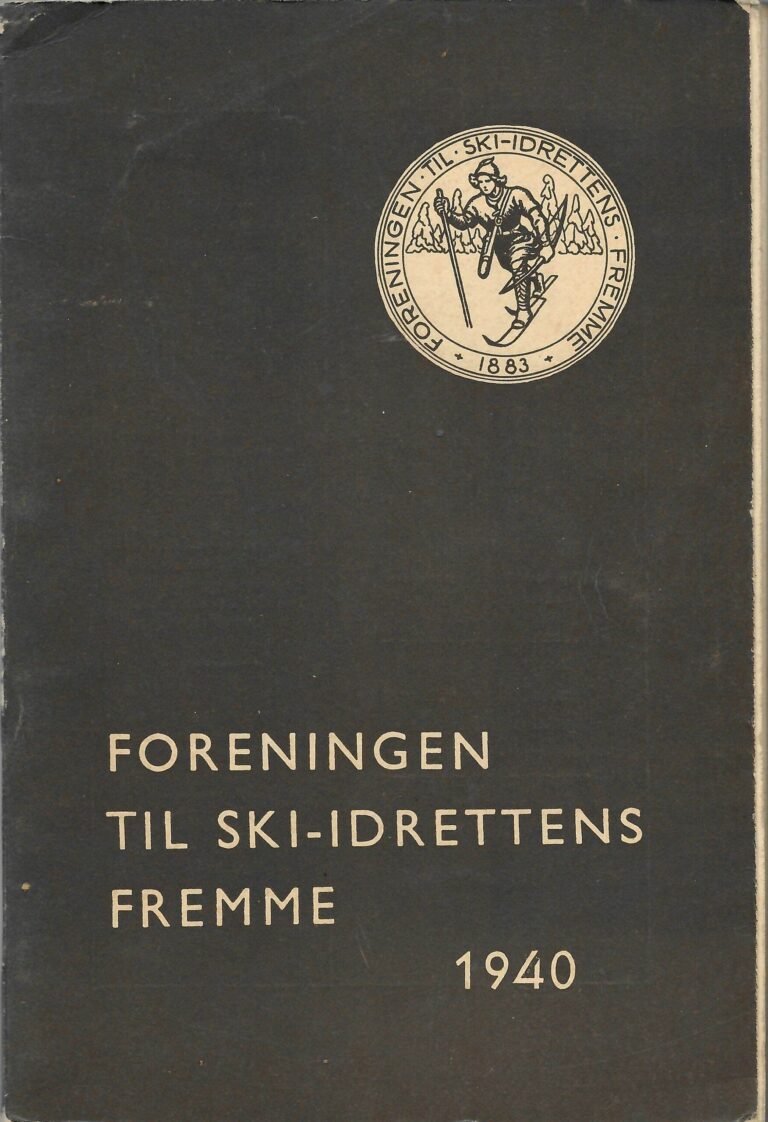 FORENINGEN · TIL · SKI-IDRETTENS · FREMME
+ 1883 +
FORENINGEN
TIL SKI-IDRETTENS
FREMME
1940